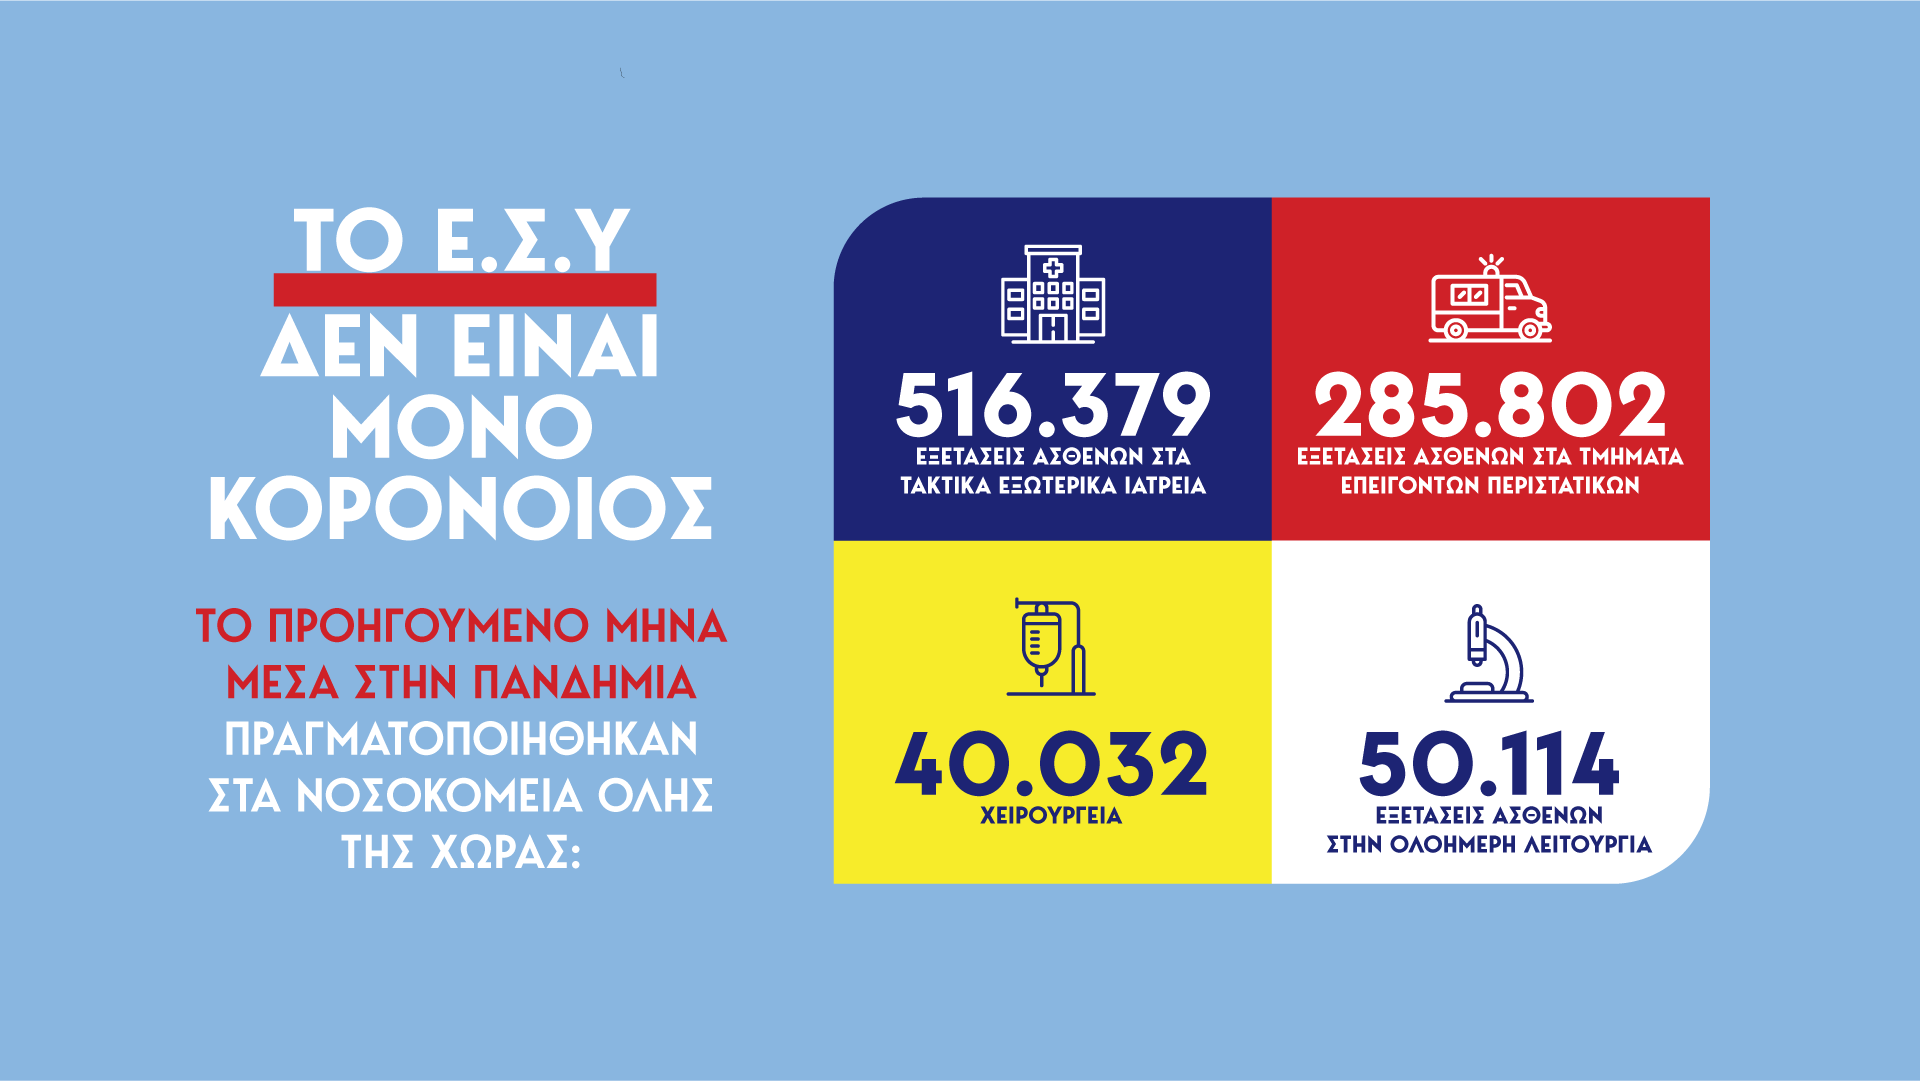 ΤΟ Ε.Σ.Υ
ΔΕΝ ΕΙΝΑΙ
ΜΟΝΟ
ΚΟΡΟΝΟΙΟΣ
ΤΟ ΠΡΟΗΓΟΥΜΕΝΟ ΜΗΝΑ
ΜΕΣΑ ΣΤΗΝ ΠΑΝΔΗΜΙΑ
ΠΡΑΓΜΑΤΟΠΟΙΗΘΗΚΑΝ
ΣΤΑ ΝΟΣΟΚΟΜΕΙΑ ΟΛΗΣ
ΤΗΣ ΧΩΡΑΣ:
516.379
ΕΞΕΤΑΣΕΙΣ ΑΣΘΕΝΩΝ ΣΤΑ
ΤΑΚΤΙΚΑ ΕΞΩΤΕΡΙΚΑ ΙΑΤΡΕΙΑ
285.802
ΕΞΕΤΑΣΕΙΣ ΑΣΘΕΝΩΝ ΣΤΑ ΤΜΗΜΑΤΑ
ΕΠΕΙΓΟΝΤΩΝ ΠΕΡΙΣΤΑΤΙΚΩΝ
40.032
ΧΕΙΡΟΥΡΓΕΙΑ
50.114
ΕΞΕΤΑΣΕΙΣ ΑΣΘΕΝΩΝ
ΣΤΗΝ ΟΛΟΗΜΕΡΗ ΛΕΙΤΟΥΡΓΙΑ